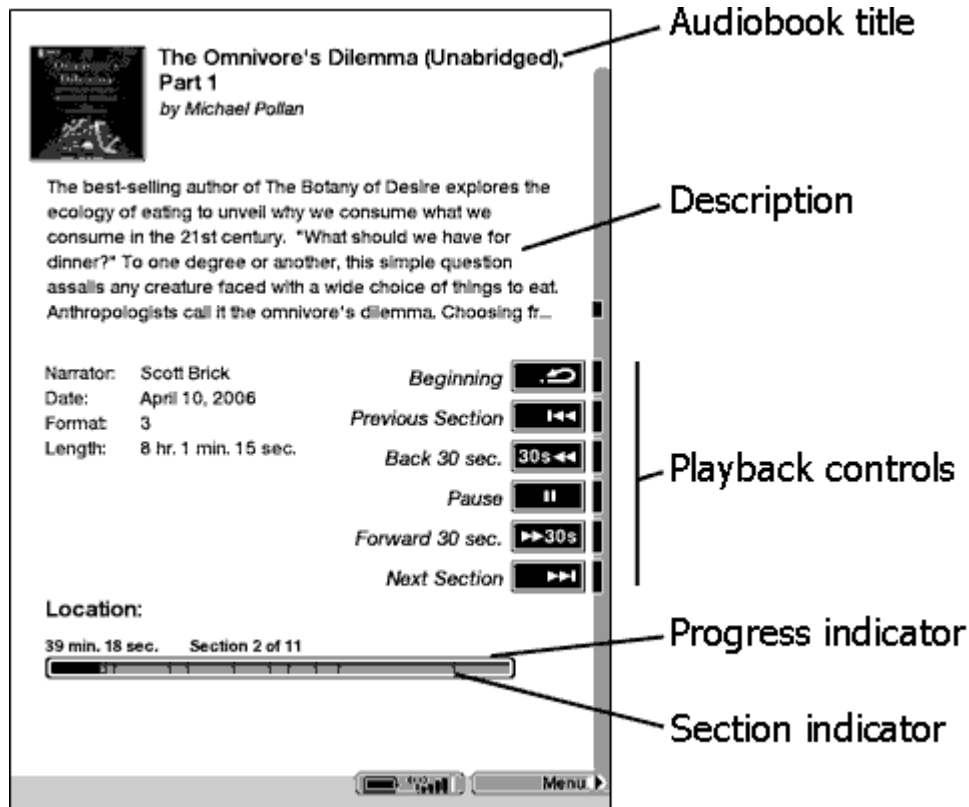 Audiobook title
The Omnivore's Dilemma (Unabridged),
Part 1
by Michael Pollan
The best-selling author of The Botany of Desire explores the
ecology of eating to unveil why we consume what we
consume in the 21st century. "What should we have for
dinner?" To one degree or another, this simple question
assails any creature faced with a wide choice of things to eat.
Anthropologists call it the omnivore's dilemma. Choosing fr...
Description
Narrator: Scott Brick
Date: April 10, 2006
Format: 3
Length: 8 hr. 1 min. 15 sec.
Beginning
Previous Section
Back 30 sec. 30s
Pause
Forward 30 sec. 30s
Next Section
Playback controls
Location:
39 min. 18 sec. Section 2 of 11
Progress indicator
Section indicator
Menu